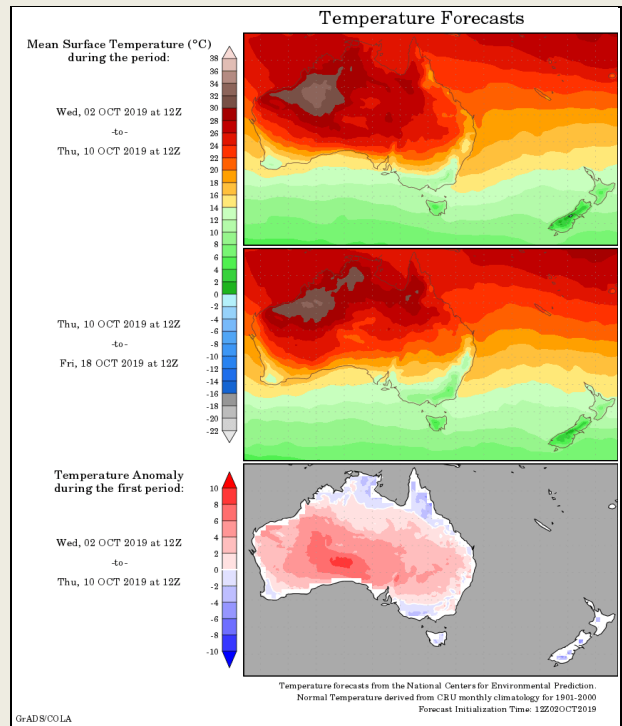 Temperature Forecasts
Mean Surface Temperature (°C)
during the period:
Wed, 02 OCT 2019 at 12Z
-to-
Thu, 10 OCT 2019 at 12Z
38
36
34
32
30
28
26
24
22
20
18
16
14
12
10
8
6
4
2
0
-2
-4
-6
-8
-10
-12
-14
-16
-18
-20
-22
Thu, 10 OCT 2019 at 12Z
-to-
Fri, 18 OCT 2019 at 12Z
Temperature Anomaly
during the first period:
Wed, 02 OCT 2019 at 12Z
-to-
Thu, 10 OCT 2019 at 12Z
10
8
6
4
2
0
-2
-4
-6
-8
-10
Temperature forecasts from the National Centers for Environmental Prediction.
Normal Temperature derived from CRU monthly climatology for 1901-2000
Forecast Initialization Time: 12Z02OCT2019
GrADS/COLA